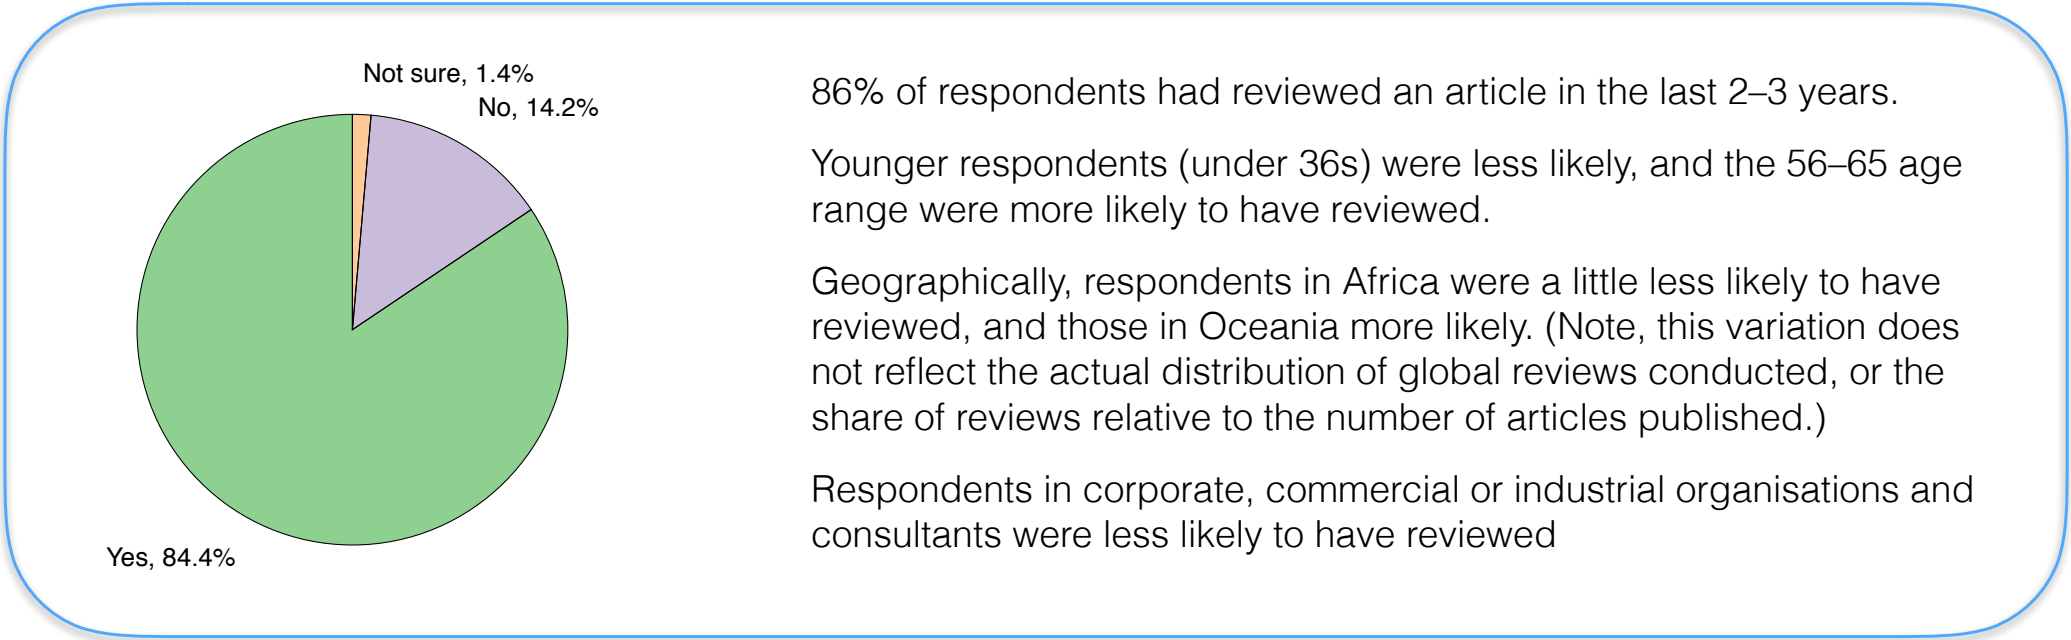 Not sure, 1.4%
No, 14.2%
Yes, 84.4%
86% of respondents had reviewed an article in the last 2–3 years.
Younger respondents (under 36s) were less likely, and the 56–65 age
range were more likely to have reviewed.
Geographically, respondents in Africa were a little less likely to have
reviewed, and those in Oceania more likely. (Note, this variation does
not reflect the actual distribution of global reviews conducted, or the
share of reviews relative to the number of articles published.)
Respondents in corporate, commercial or industrial organisations and
consultants were less likely to have reviewed